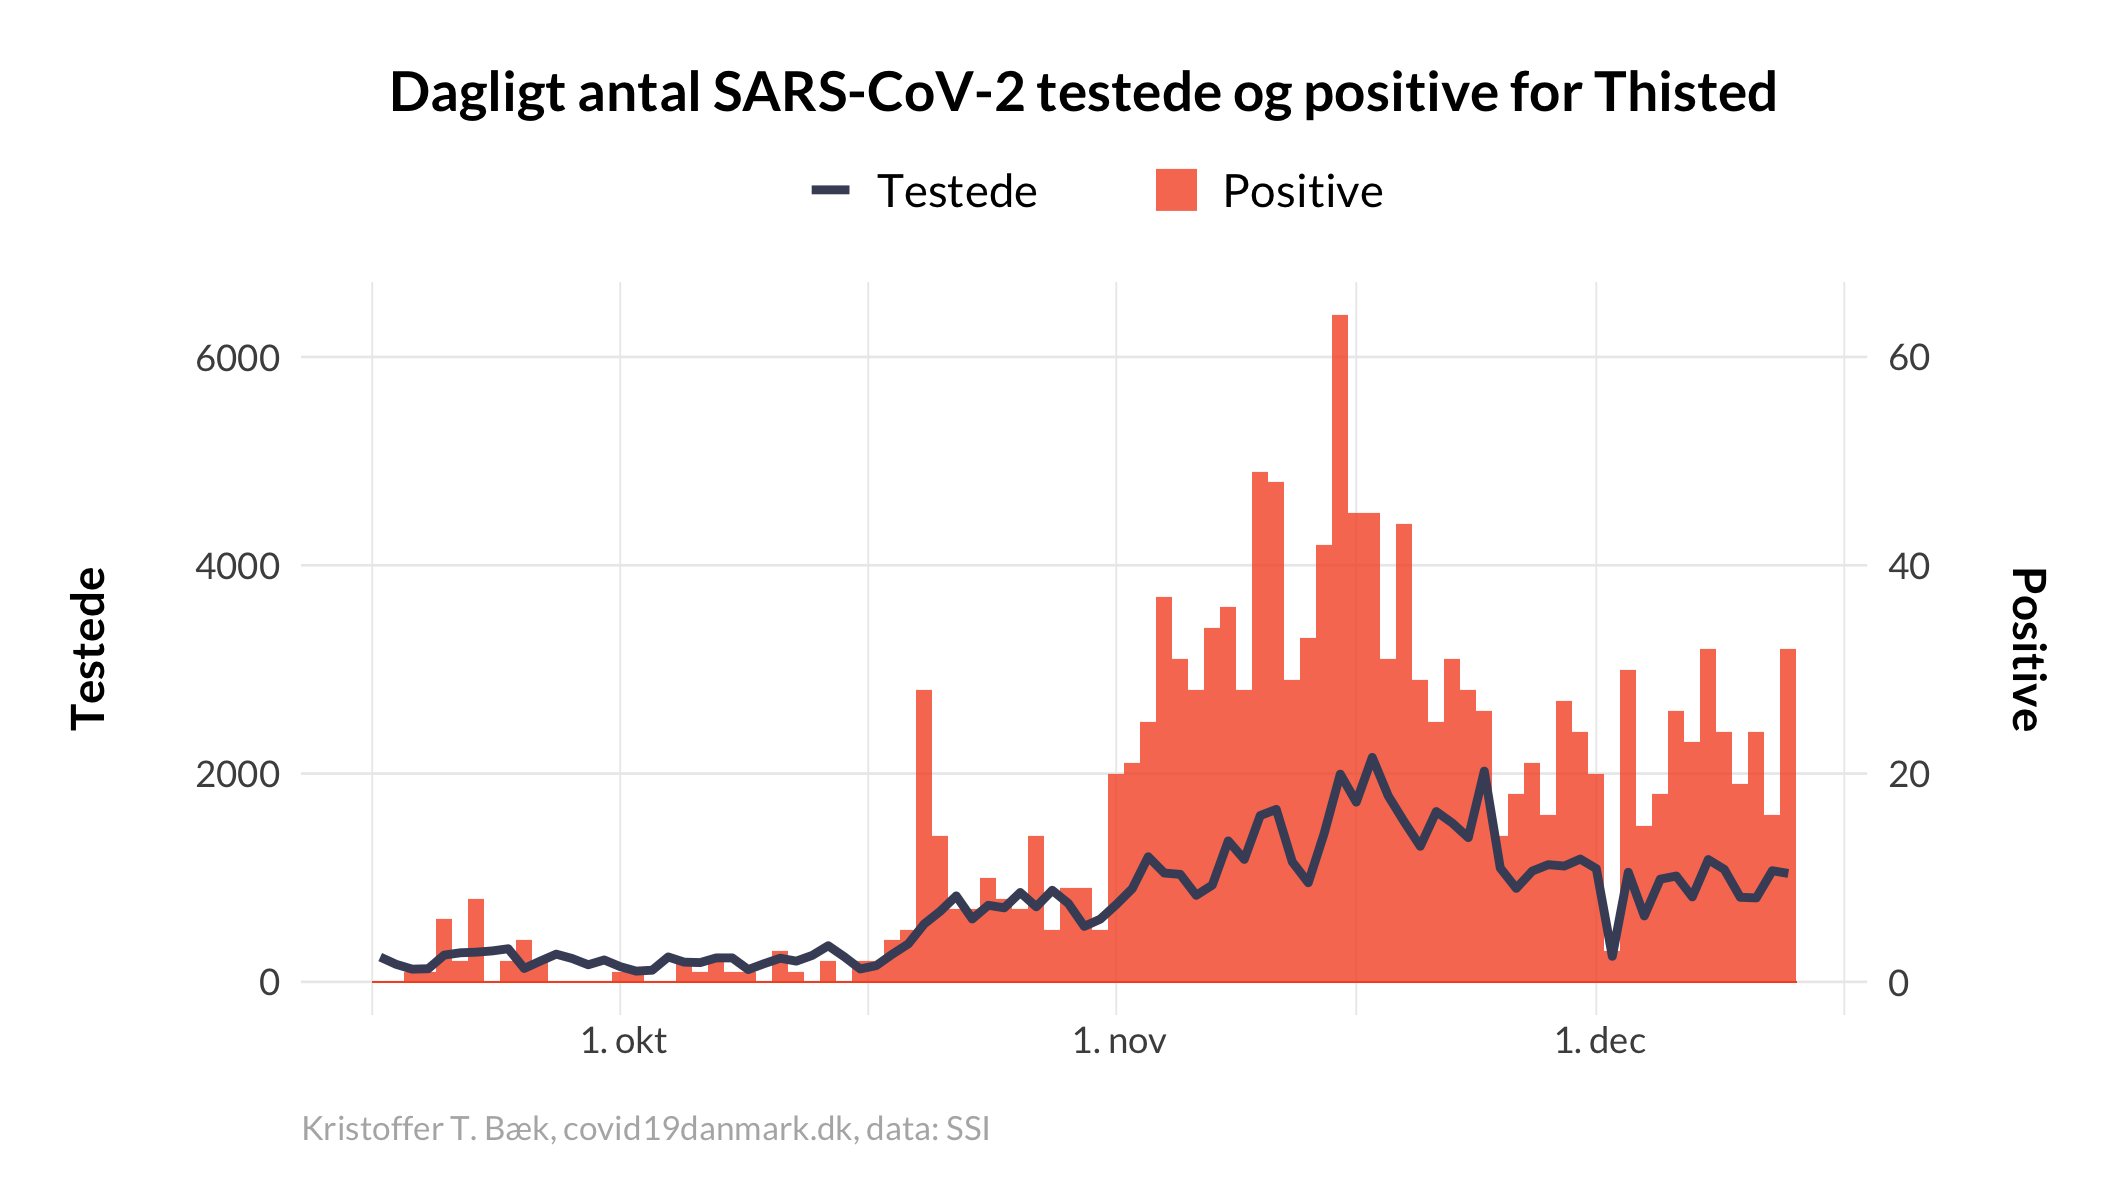 Dagligt antal SARS-CoV-2 testede og positive for Thisted
Testede
Positive
6000
4000
2000
0
Testede
60
40
20
0
Positive
1. okt
1. nov
1. dec
Kristoffer T. Bæk, covid19danmark.dk, data: SSI